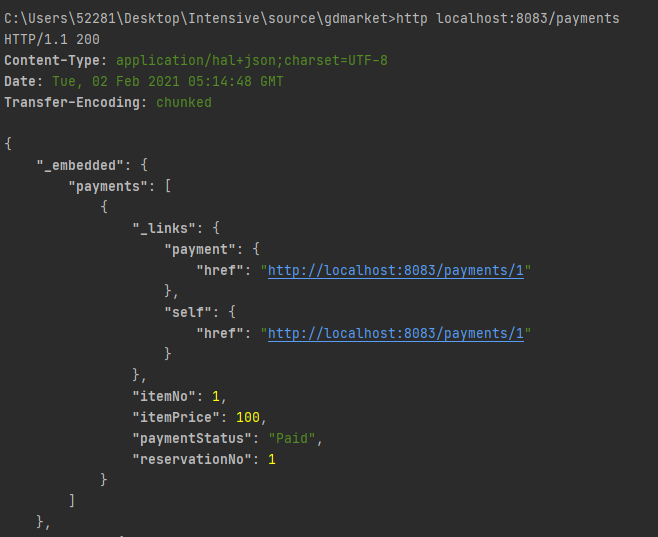 C:\Users\52281\Desktop\Intensive\source\gdmarket>http localhost:8083/payments
HTTP/1.1 200
Content-Type: application/hal+json;charset=UTF-8
Date: Tue, 02 Feb 2021 05:14:48 GMT
Transfer-Encoding: chunked

{
    "_embedded": {
        "payments": [
            {
                "_links": {
                    "payment": {
                        "href": "http://localhost:8083/payments/1"
                    },
                    "self": {
                        "href": "http://localhost:8083/payments/1"
                    }
                },
                "itemNo": 1,
                "itemPrice": 100,
                "paymentStatus": "Paid",
                "reservationNo": 1
            }
        ]
    },